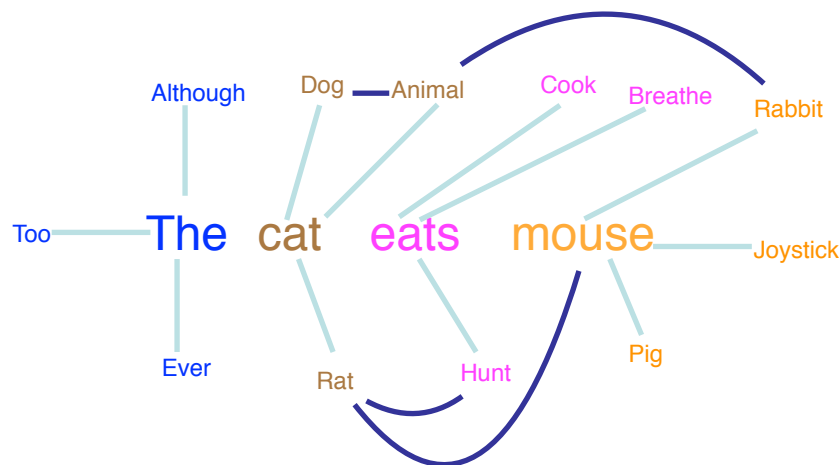 Dog
Animal
Cook
Breathe
Although
Rabbit
Too
The cat eats mouse
Joystick
Ever
Rat
Hunt
Pig